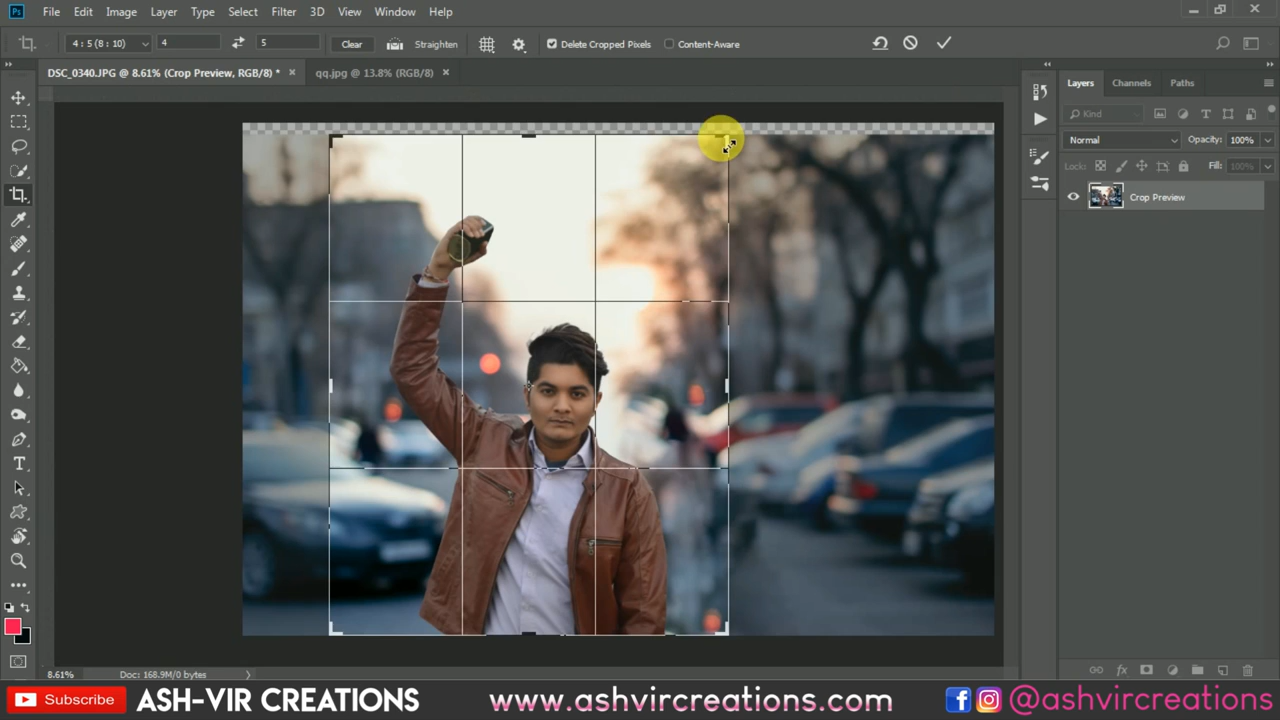 Ps File Edit Image Layer Type Select Filter 3D View Window Help
4 : 5 (8 : 10) 4 5 Clear Straighten Delete Cropped Pixels Content-Aware
DSC_0340.JPG @ 8.61% (Crop Preview, RGB/8) * × qq.jpg @ 13.8% (RGB/8) ×
Layers Channels Paths
Kind
Normal Opacity: 100%
Lock: Fill: 100%
Crop Preview
8.61% Doc: 168.9M/0 bytes
Subscribe ASH-VIR CREATIONS www.ashvircreations.com @ashvircreations